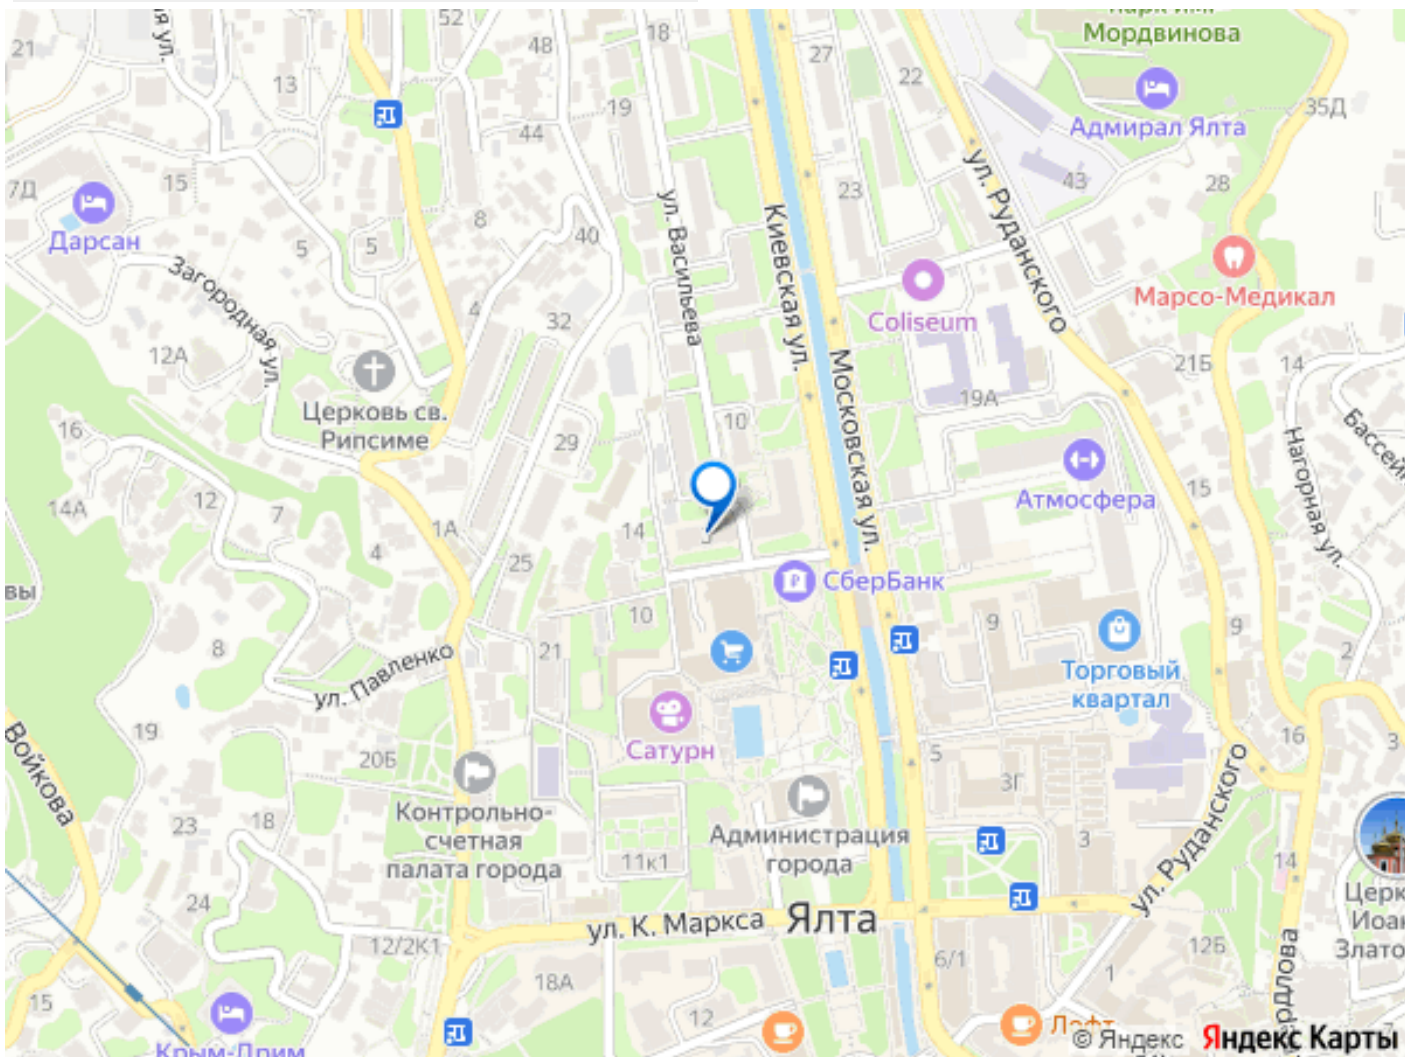 52
18
48
21
27
парк им.
Мордвинова
22
13
19
44
35Д
Адмирал Ялта
7Д
15
43
28
23
ул. Васильева
Киевская ул.
ул. Руданского
8
40
Дарсан
5
5
Загородная ул.
Марсо-Медикал
4
32
Coliseum
12А
21Б
14
Московская ул.
Церковь св.
Рипсиме
19А
10
16
29
Нагорная ул.
Атмосфера
12
14А
7
15
1А
14
4
25
СберБанк
вы
10
9
9
8
21
ул. Павленко
2
Торговый
квартал
19
Войкова
20Б
Сатурн
5
16
3
3Г
ул. Руданского
Контрольно-
счетная
палата города
Администрация
города
23
18
11к1
3
14
24
Ялта
ул. К. Маркса
12/2К1
12Б
6/1
18А
1
15
12
Крым-Дрим
© Яндекс
Яндекс Карты